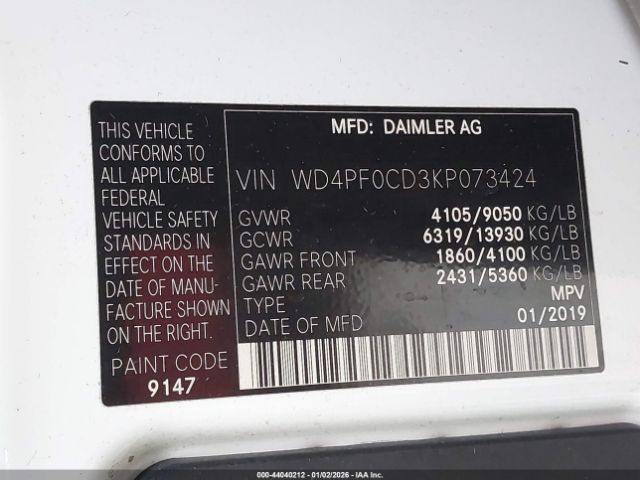 MFD: DAIMLER AG
THIS VEHICLE
CONFORMS TO
ALL APPLICABLE
FEDERAL
VEHICLE SAFETY
STANDARDS IN
EFFECT ON THE
DATE OF MANU-
FACTURE SHOWN
ON THE RIGHT.
PAINT CODE
9147
VIN WD4PF0CD3KP073424
GVWR 4105/9050 KG/LB
GCWR 6319/13930 KG/LB
GAWR FRONT 1860/4100 KG/LB
GAWR REAR 2431/5360 KG/LB
TYPE MPV
DATE OF MFD 01/2019
000-44040212 - 01/02/2026 - IAAI.COM